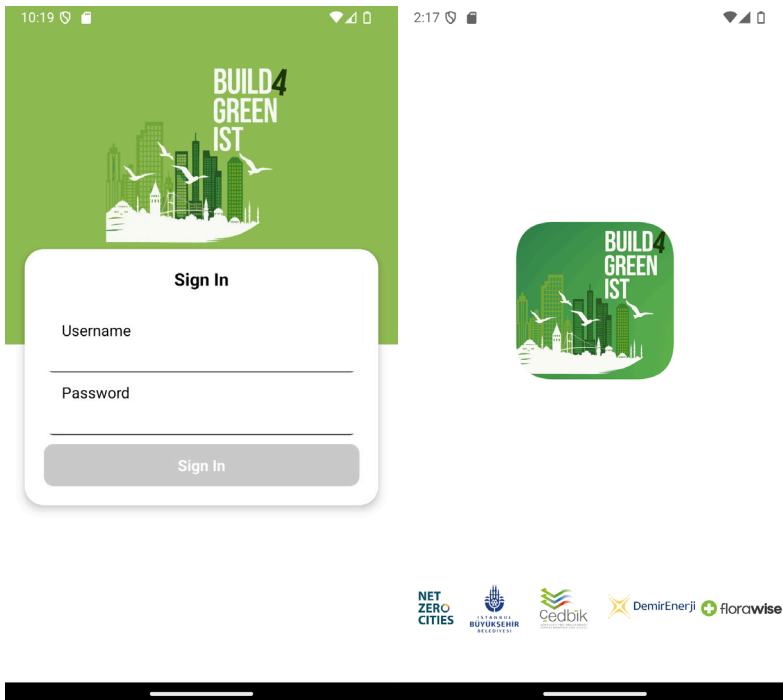 10:19
BUILD4
GREEN
IST
Sign In
Username
Password
Sign In
2:17
BUILD4
GREEN
IST
NET
ZERO
CITIES
İSTANBUL
BÜYÜKŞEHİR
BELEDİYESİ
Çedbik
DemirEnerji
florawise